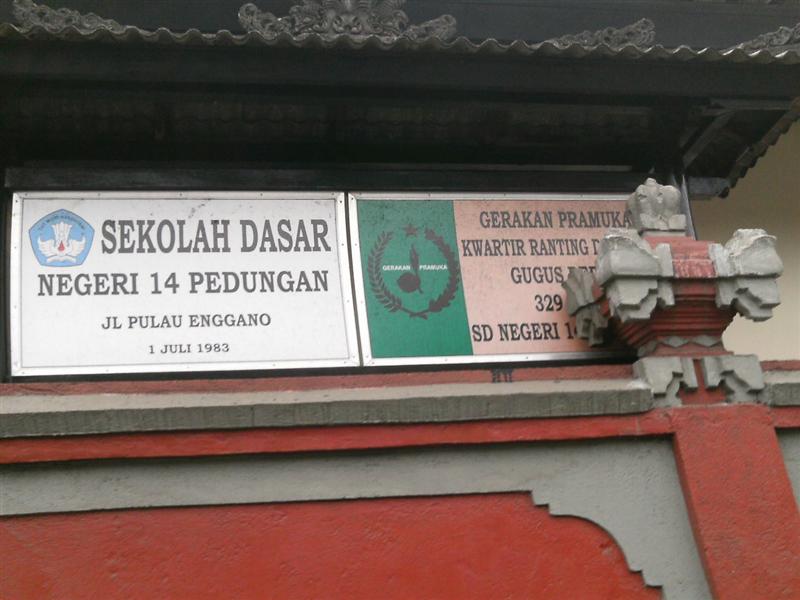 SEKOLAH DASAR
NEGERI 14 PEDUNGAN
JL PULAU ENGGANO
1 JULI 1983
GERAKAN PRAMUKA
GERAKAN PRAMUKA
KWARTIR RANTING
GUGUS
329
SD NEGERI